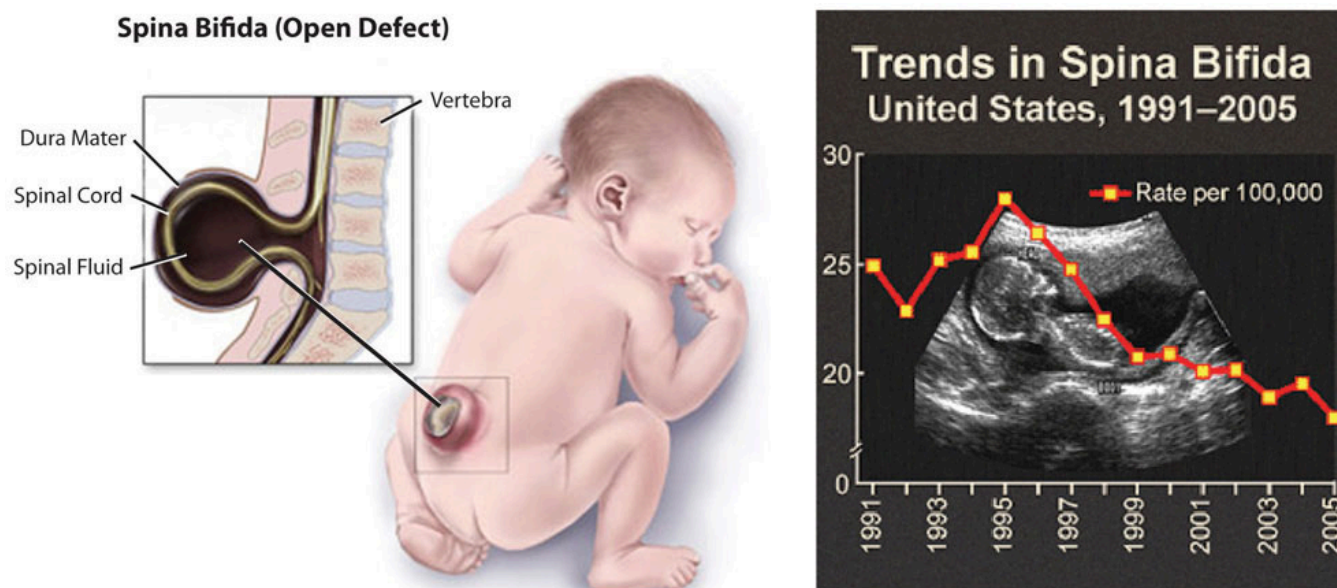 Spina Bifida (Open Defect)
Vertebra
Dura Mater
Spinal Cord
Spinal Fluid
Trends in Spina Bifida
United States, 1991–2005
30
Rate per 100,000
25
20
0
1991
1993
1995
1997
1999
2001
2003
2005